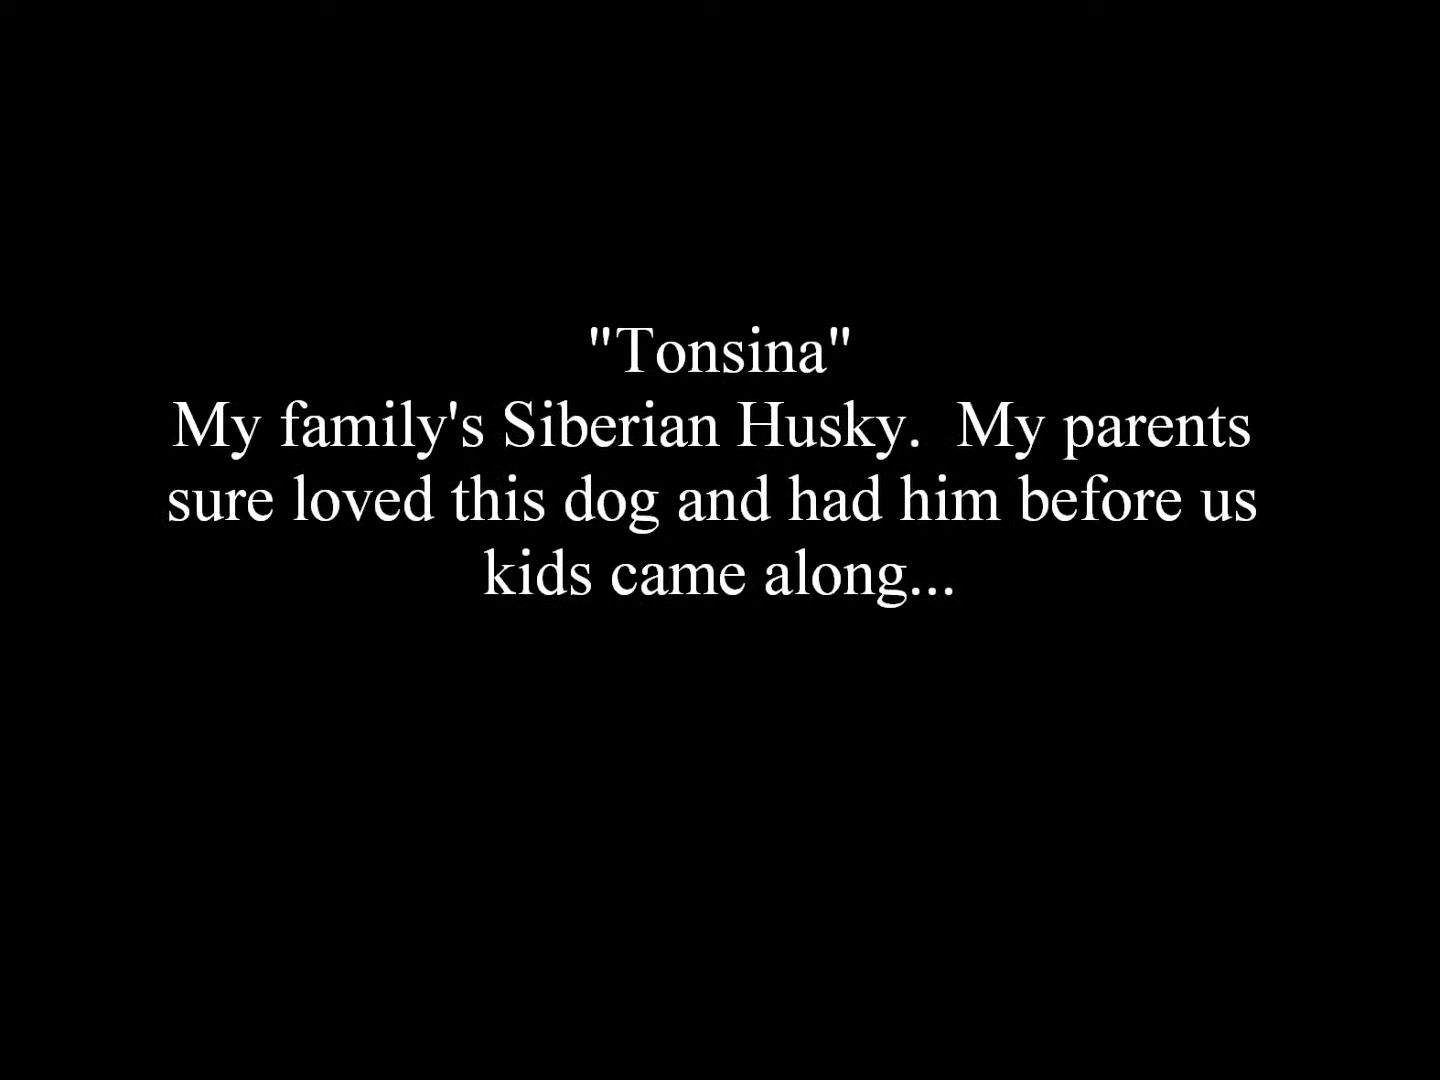 "Tonsina"
My family's Siberian Husky.  My parents
sure loved this dog and had him before us
kids came along...